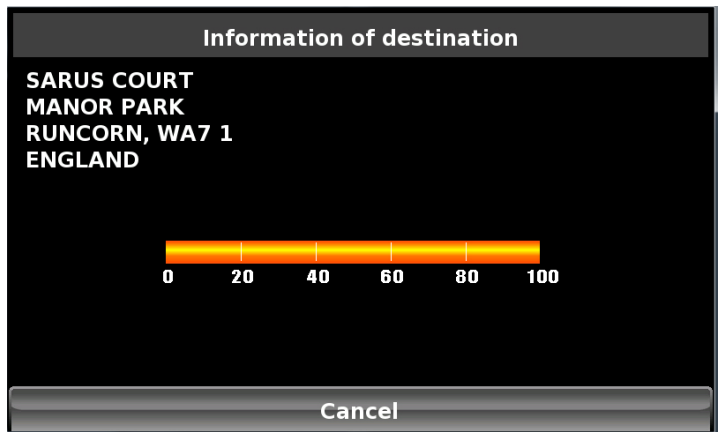 Information of destination
SARUS COURT
MANOR PARK
RUNCORN, WA7 1
ENGLAND
0 20 40 60 80 100
Cancel